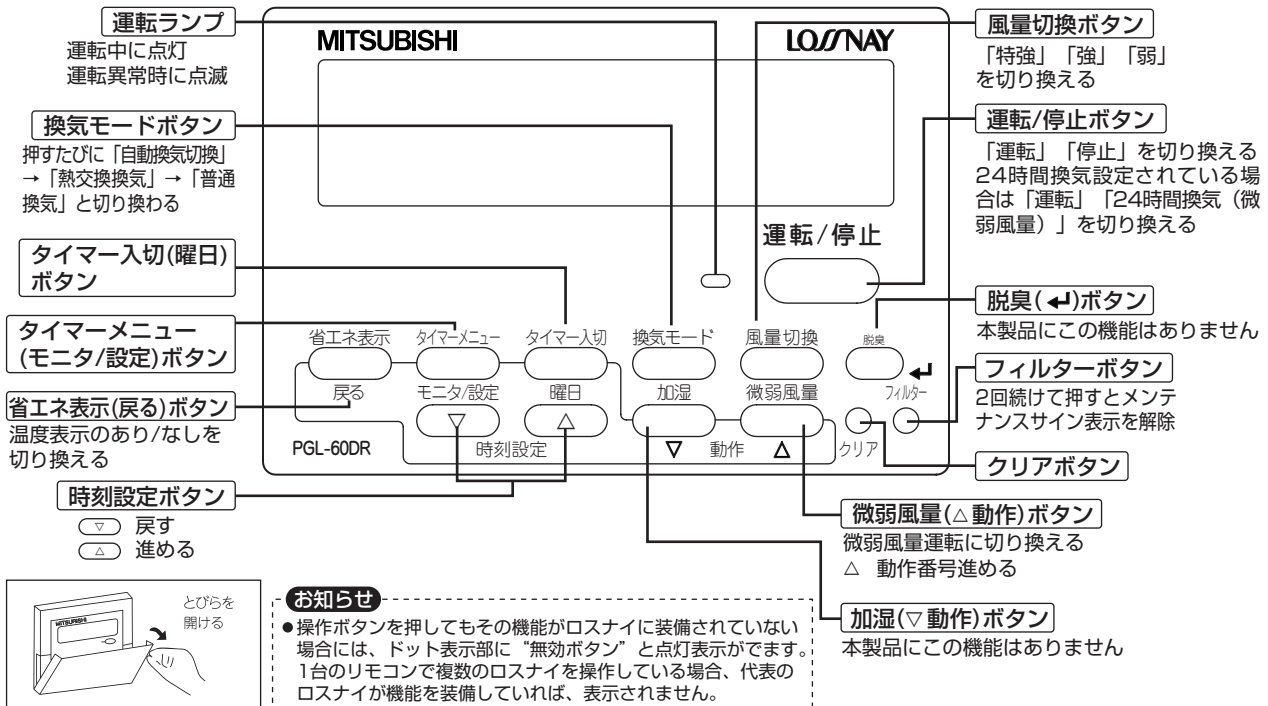 運転ランプ
運転中に点灯
運転異常時に点滅
換気モードボタン
押すたびに「自動換気切換」
→「熱交換換気」→「普通
換気」と切り換わる
タイマー入切(曜日)
ボタン
タイマーメニュー
(モニタ/設定)ボタン
省エネ表示(戻る)ボタン
温度表示のあり/なしを
切り換える
時刻設定ボタン
▽ 戻す
△ 進める
MITSUBISHI
LOSSNAY
運転/停止
省エネ表示
タイマーメニュー
タイマー入切
換気モード
風量切換
脱臭
戻る
モニタ/設定
曜日
加湿
微弱風量
フィルター
▽
△
PGL-60DR
時刻設定
▽ 動作 △
クリア
風量切換ボタン
「特強」「強」「弱」
を切り換える
運転/停止ボタン
「運転」「停止」を切り換える
24時間換気設定されている場
合は「運転」「24時間換気（微
弱風量）」を切り換える
脱臭(↵)ボタン
本製品にこの機能はありません
フィルターボタン
2回続けて押すとメンテ
ナンスサイン表示を解除
クリアボタン
微弱風量(△動作)ボタン
微弱風量運転に切り換える
△ 動作番号進める
加湿(▽動作)ボタン
本製品にこの機能はありません
MITSUBISHI
とびらを
開ける
お知らせ
●操作ボタンを押してもその機能がロスナイに装備されていない
場合には、ドット表示部に“無効ボタン”と点灯表示がでます。
1台のリモコンで複数のロスナイを操作している場合、代表の
ロスナイが機能を装備していれば、表示されません。